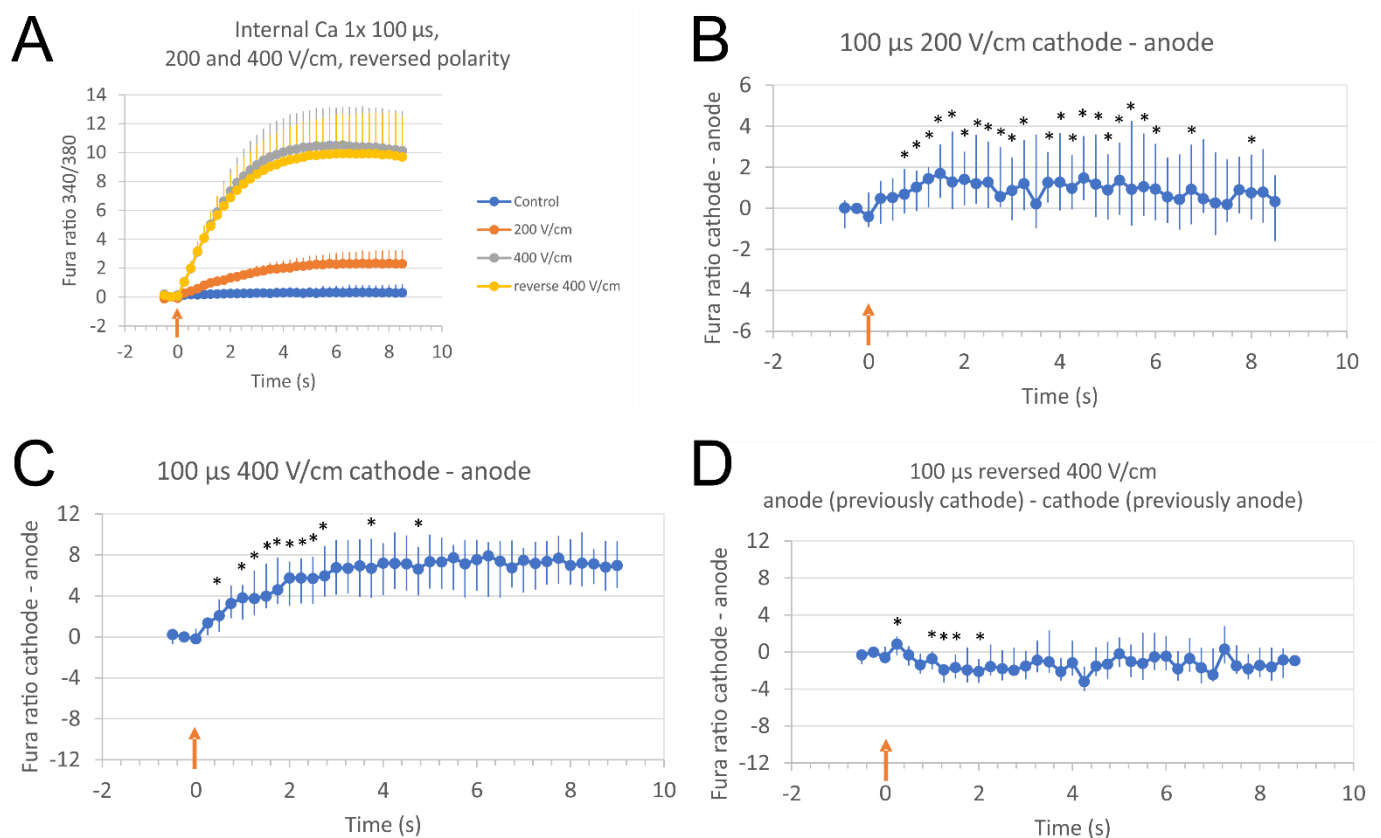 A
Internal Ca 1x 100 µs,
200 and 400 V/cm, reversed polarity
Fura ratio 340/380
14
12
10
8
6
4
2
0
-2
-2 0 2 4 6 8 10
Time (s)
Control
200 V/cm
400 V/cm
reverse 400 V/cm
B
100 µs 200 V/cm cathode - anode
Fura ratio cathode - anode
6
4
2
0
-2
-4
-6
* * * * * * * * * * * * * * * * * * * * * *
-2 0 2 4 6 8 10
Time (s)
C
100 µs 400 V/cm cathode - anode
Fura ratio cathode - anode
12
8
4
0
-4
-8
-12
* * * * * * * * * * *
-2 0 2 4 6 8 10
Time (s)
D
100 µs reversed 400 V/cm
anode (previously cathode) - cathode (previously anode)
Fura ratio cathode - anode
12
8
4
0
-4
-8
-12
* * * * *
-2 0 2 4 6 8 10
Time (s)